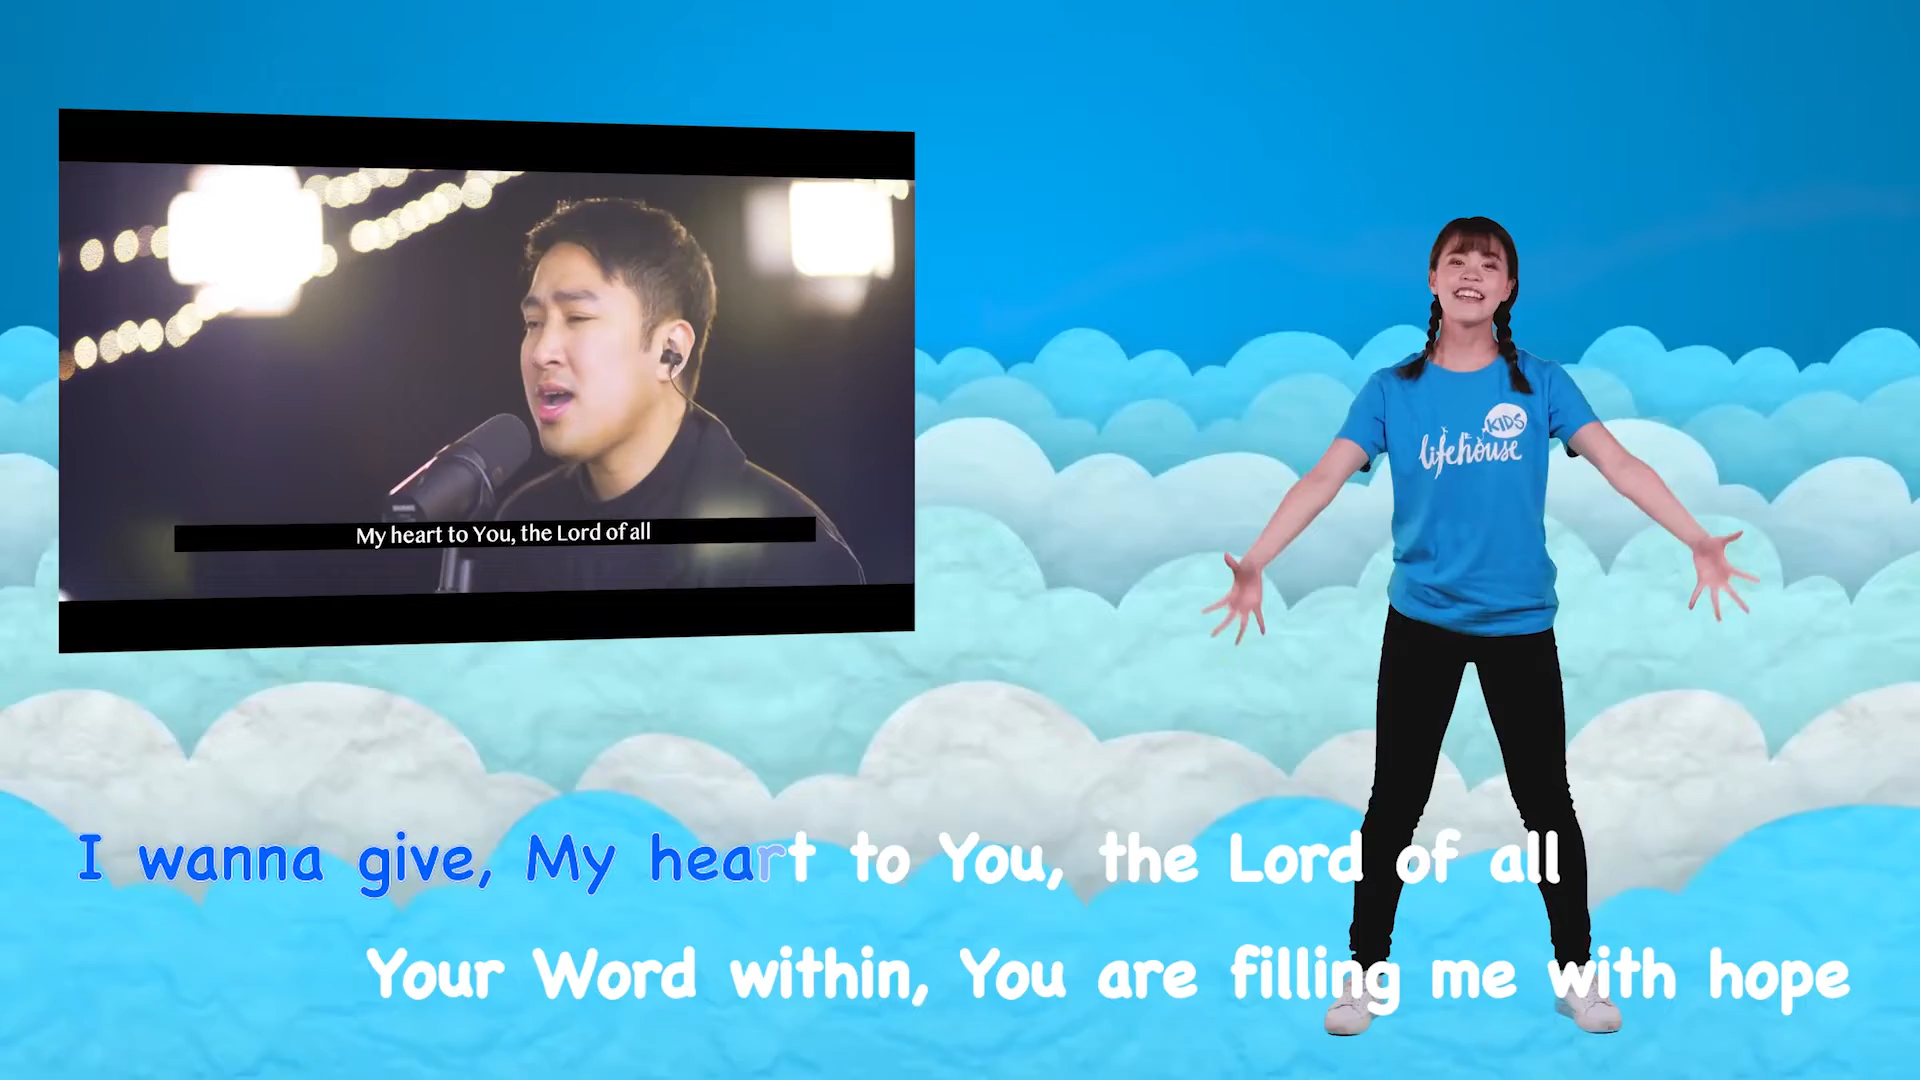 My heart to You, the Lord of all
KIDS
lifehouse
I wanna give, My heart to You, the Lord of all
Your Word within, You are filling me with hope